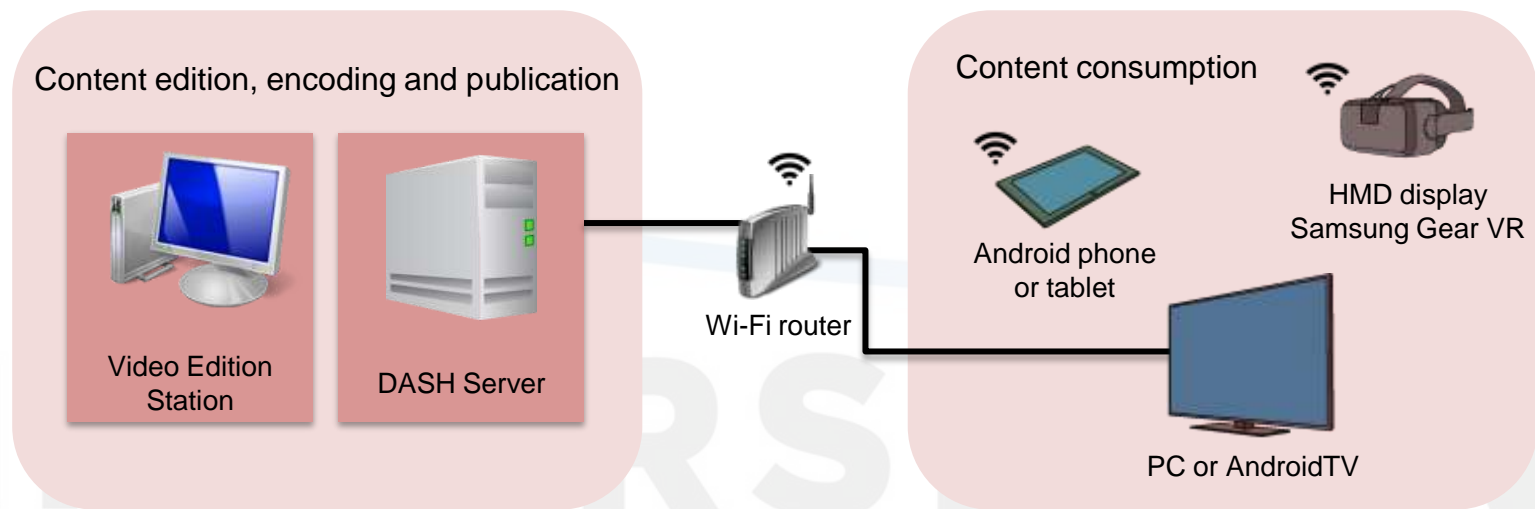 Content edition, encoding and publication
Video Edition
Station
DASH Server
Wi-Fi router
Content consumption
Android phone
or tablet
HMD display
Samsung Gear VR
PC or AndroidTV